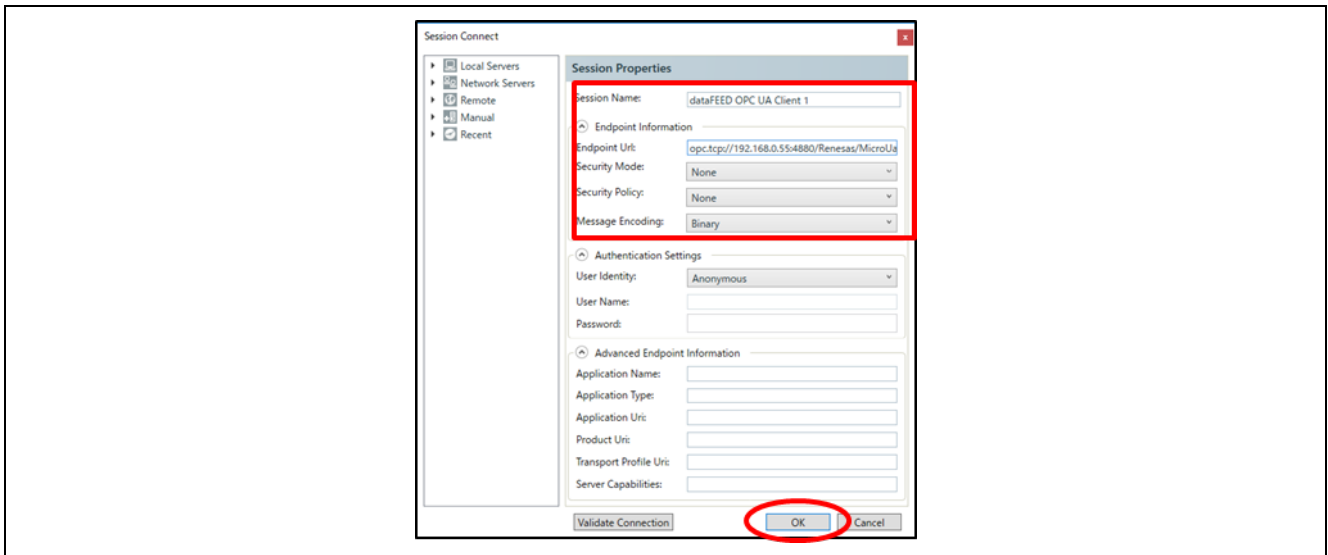 Session Connect
x
Local Servers
Network Servers
Remote
Manual
Recent
Session Properties
Session Name: dataFEED OPC UA Client 1
Endpoint Information
Endpoint Url: opc.tcp://192.168.0.55:4880/Renesas/MicroUa
Security Mode: None
Security Policy: None
Message Encoding: Binary
Authentication Settings
User Identity: Anonymous
User Name:
Password:
Advanced Endpoint Information
Application Name:
Application Type:
Application Uri:
Product Uri:
Transport Profile Uri:
Server Capabilities:
Validate Connection OK Cancel